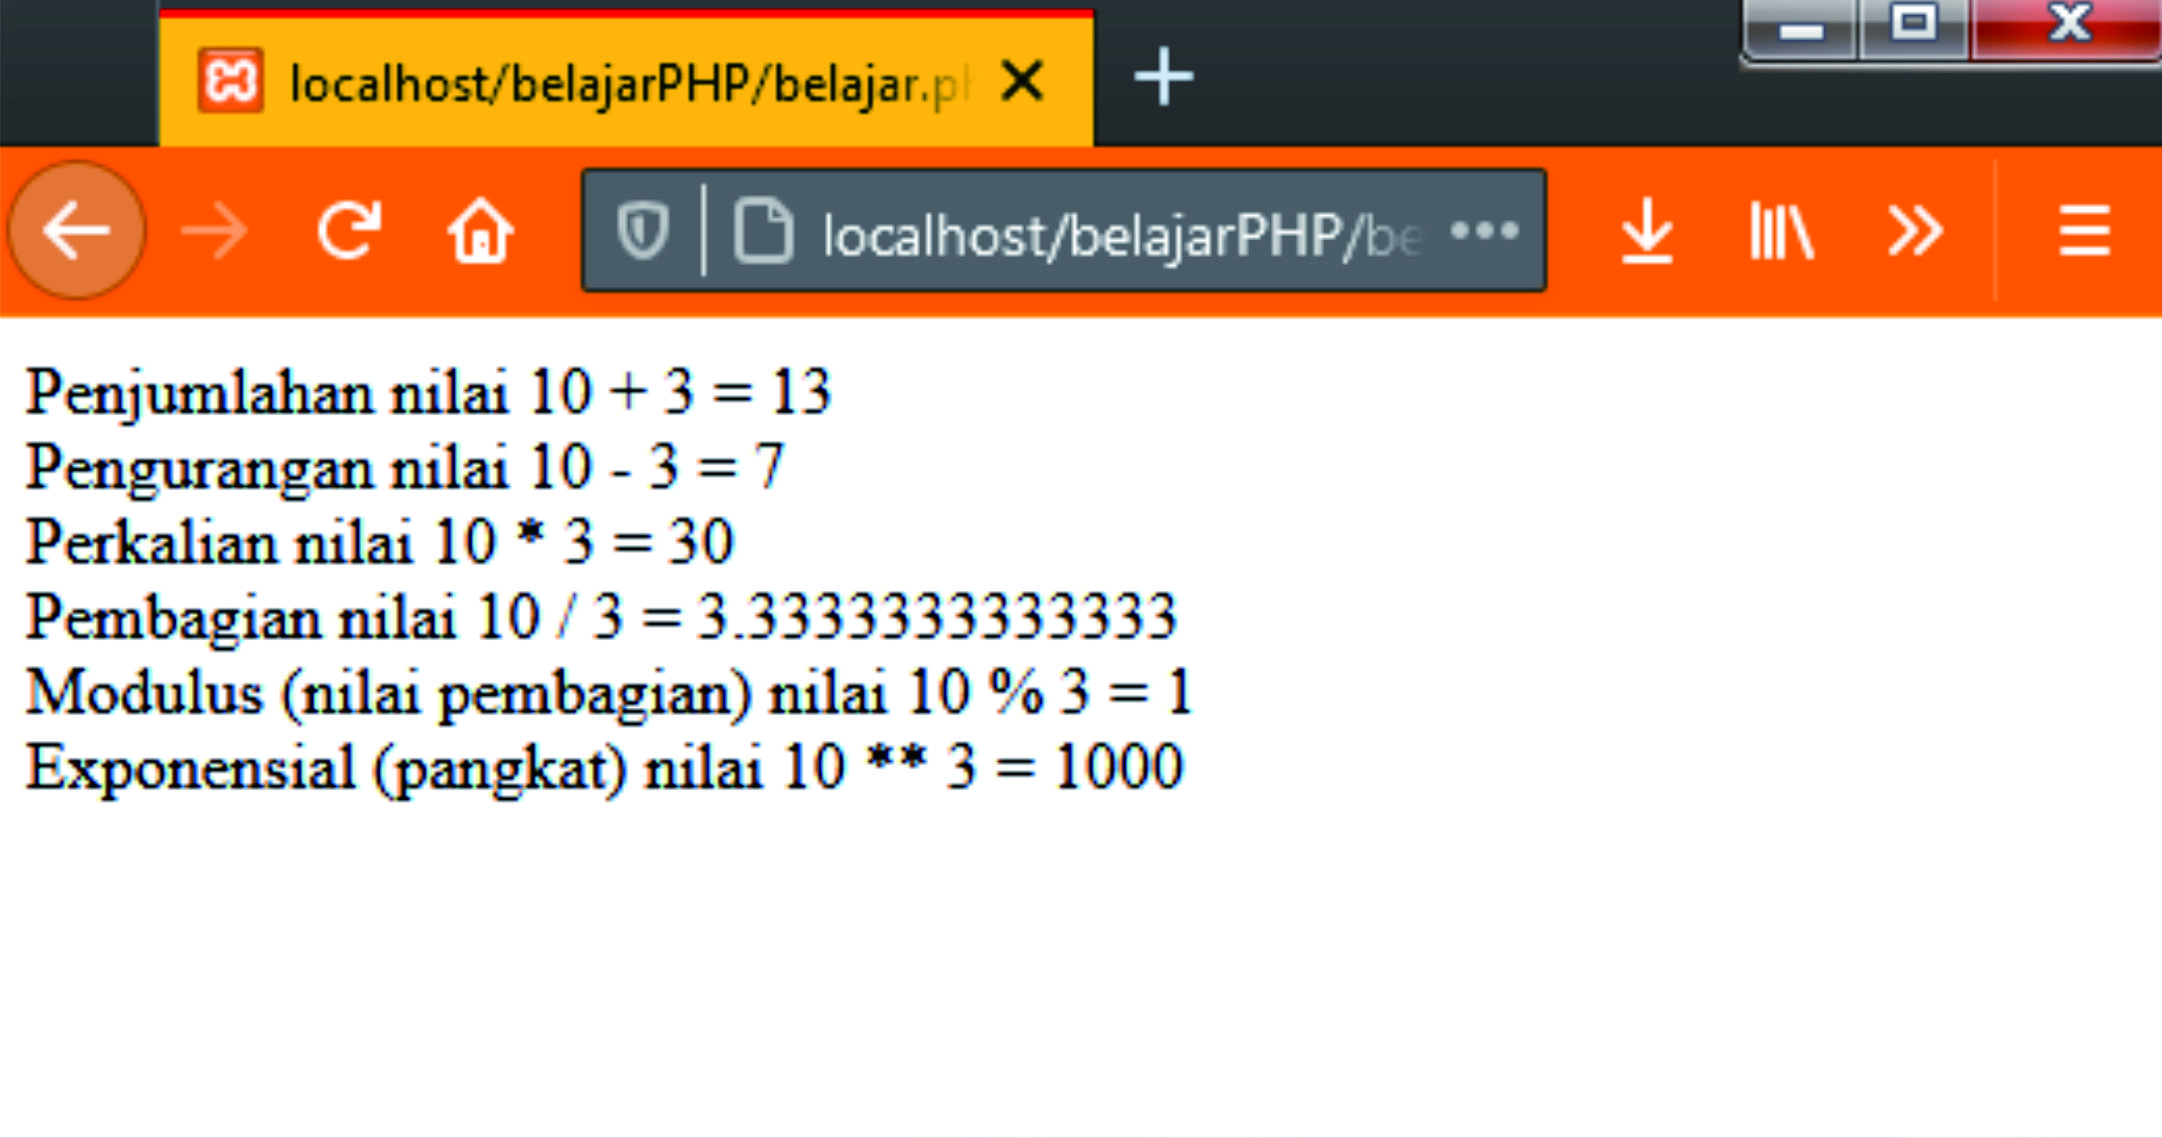 localhost/belajarPHP/belajar.ph
localhost/belajarPHP/be
Penjumlahan nilai 10 + 3 = 13
Pengurangan nilai 10 - 3 = 7
Perkalian nilai 10 * 3 = 30
Pembagian nilai 10 / 3 = 3.3333333333333
Modulus (nilai pembagian) nilai 10 % 3 = 1
Exponensial (pangkat) nilai 10 ** 3 = 1000